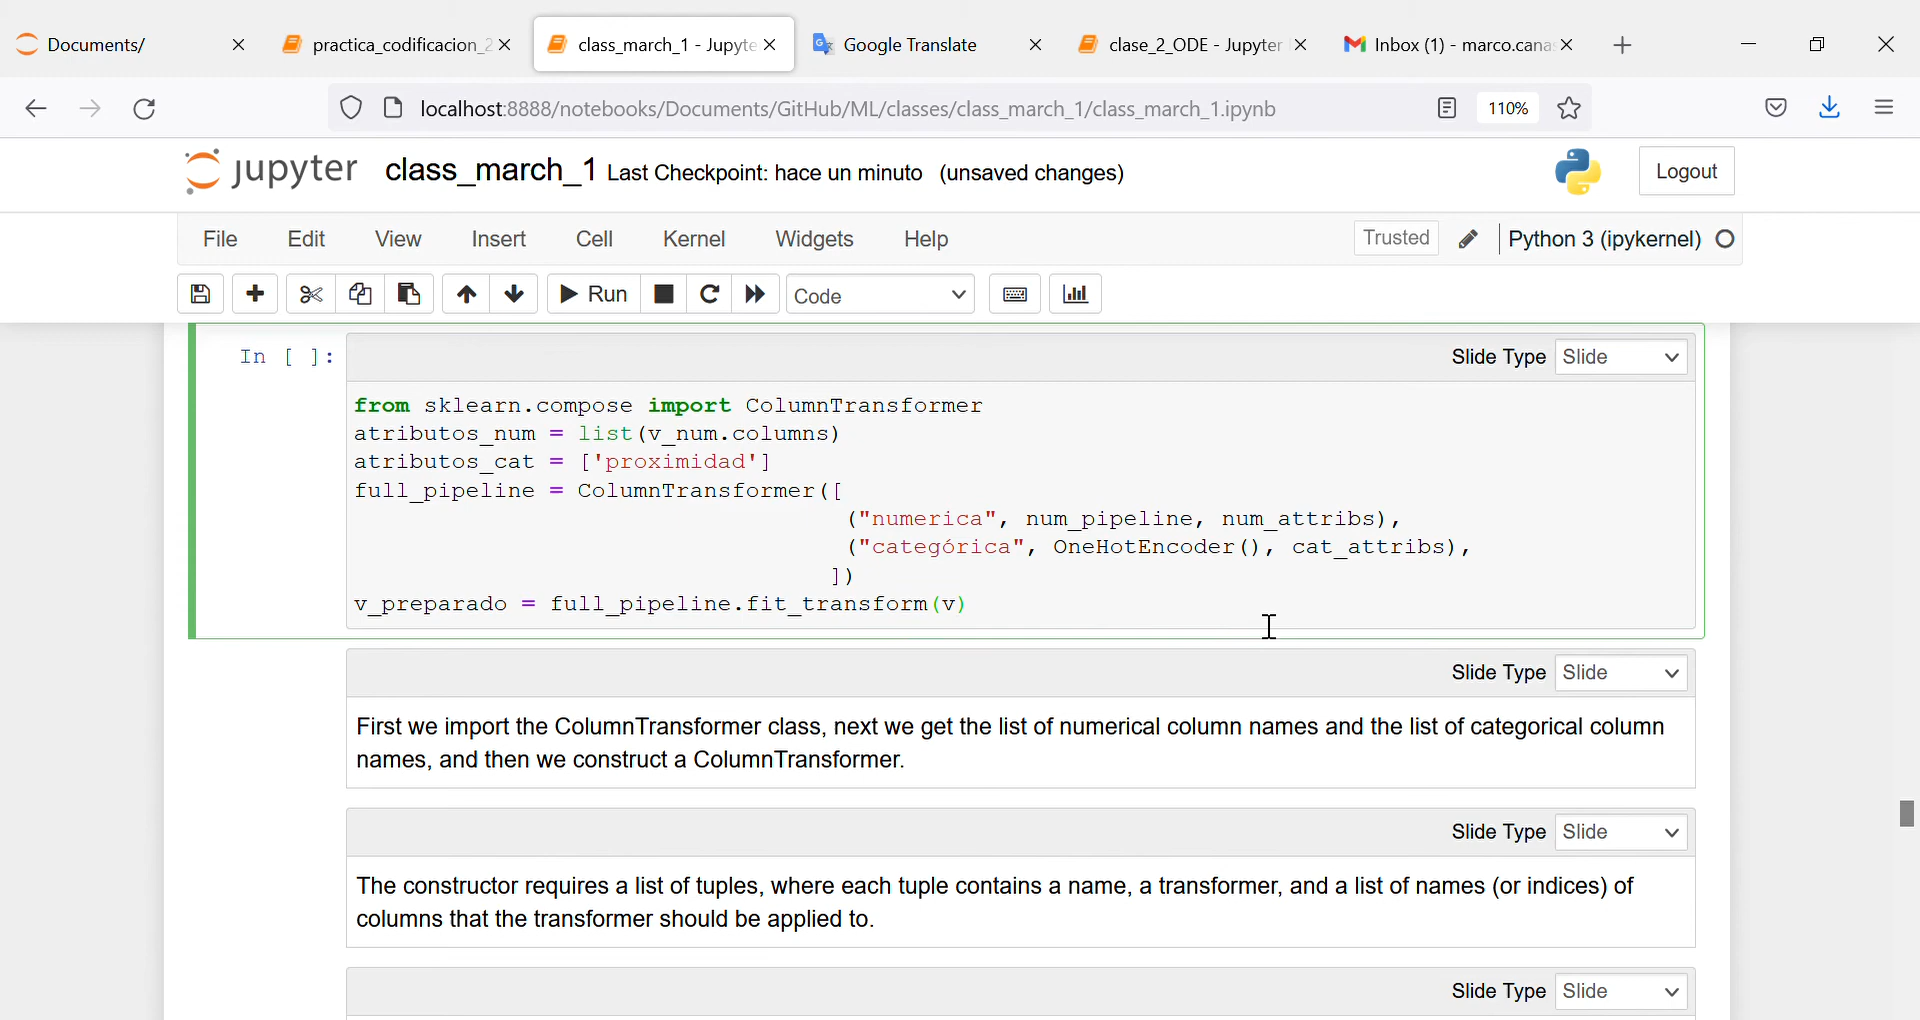 Documents/
practica_codificacion_2
class_march_1 - Jupyte
Google Translate
clase_2_ODE - Jupyter
Inbox (1) - marco.cana
localhost:8888/notebooks/Documents/GitHub/ML/classes/class_march_1/class_march_1.ipynb
110%
jupyter class_march_1 Last Checkpoint: hace un minuto (unsaved changes)
Logout
File Edit View Insert Cell Kernel Widgets Help
Trusted
Python 3 (ipykernel)
Run
Code
In [ ]:
Slide Type Slide
from sklearn.compose import ColumnTransformer
atributos_num = list(v_num.columns)
atributos_cat = ['proximidad']
full_pipeline = ColumnTransformer([
("numerica", num_pipeline, num_attribs),
("categórica", OneHotEncoder(), cat_attribs),
])
v_preparado = full_pipeline.fit_transform(v)
Slide Type Slide
First we import the ColumnTransformer class, next we get the list of numerical column names and the list of categorical column
names, and then we construct a ColumnTransformer.
Slide Type Slide
The constructor requires a list of tuples, where each tuple contains a name, a transformer, and a list of names (or indices) of
columns that the transformer should be applied to.
Slide Type Slide